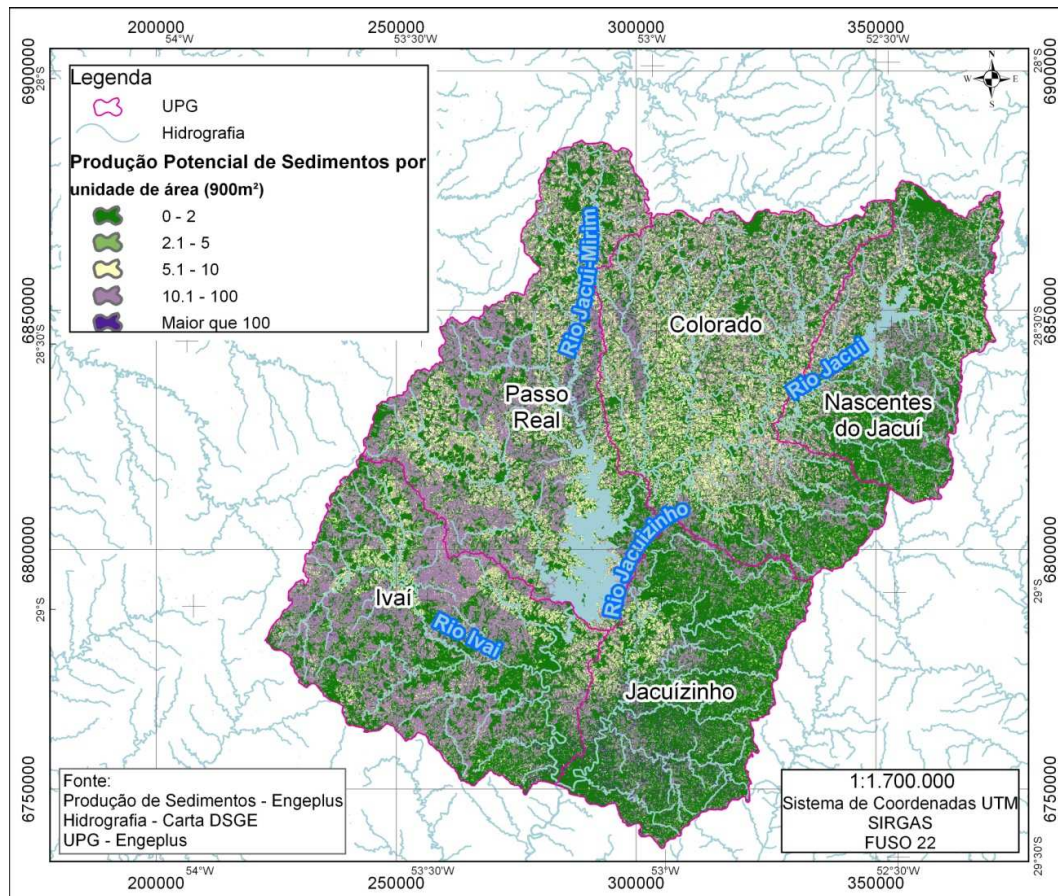 200000 250000 300000 350000
54°W 53°30'W 53°W 52°30'W
6900000
28°S
Legenda
UPG
Hidrografia
Produção Potencial de Sedimentos por
unidade de área (900m²)
0 - 2
2.1 - 5
5.1 - 10
10.1 - 100
Maior que 100
N
W E
S
28°S
6900000
6850000
28°30'S
Rio Jacuí-Mirim
Colorado
Rio Jacuí
Passo
Real
Nascentes
do Jacuí
6850000
28°30'S
6800000
29°S
Rio Jacuizinho
Ivaí
Rio Ivai
Jacuízinho
6800000
29°S
6750000
Fonte:
Produção de Sedimentos - Engeplus
Hidrografia - Carta DSGE
UPG - Engeplus
1:1.700.000
Sistema de Coordenadas UTM
SIRGAS
FUSO 22
6750000
29°30'S
54°W 53°30'W 53°W 52°30'W
200000 250000 300000 350000